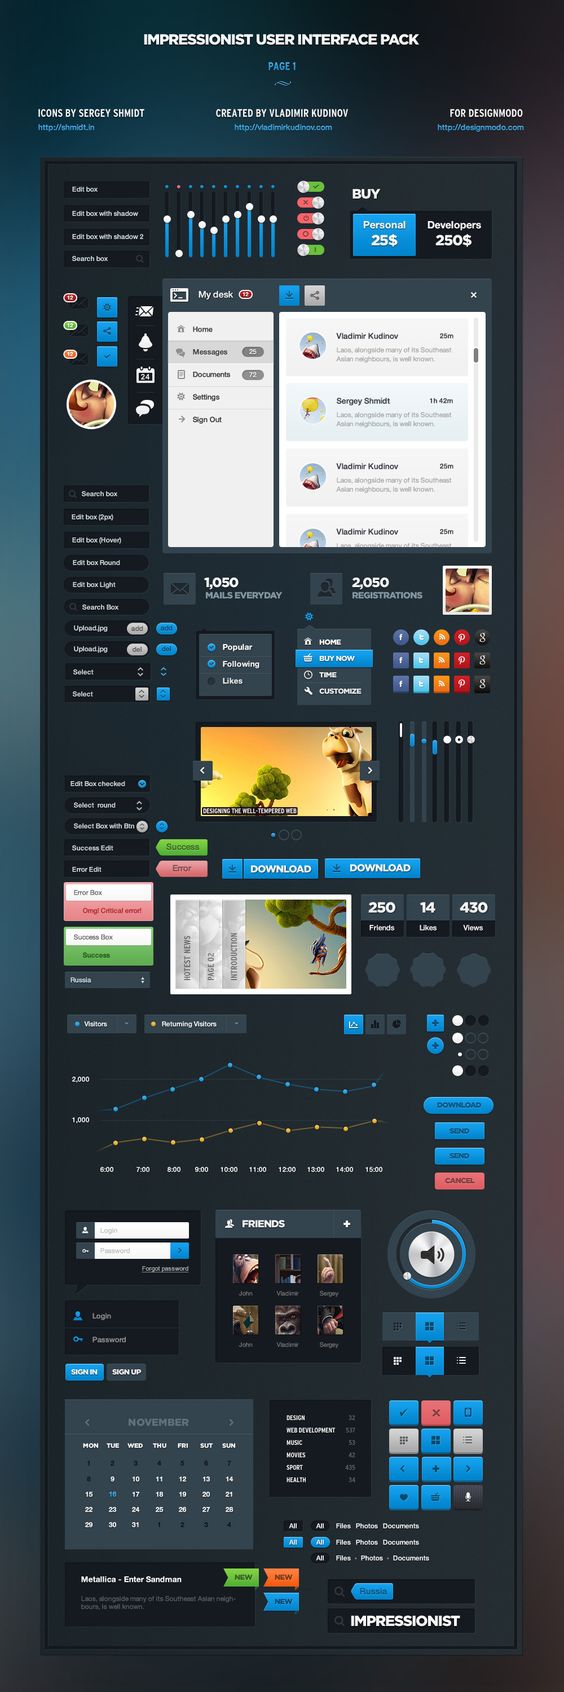 IMPRESSIONIST USER INTERFACE PACK
PAGE 1
ICONS BY SERGEY SHMIDT
http://shmidt.in
CREATED BY VLADIMIR KUDINOV
http://vladimirkudinov.com
FOR DESIGNMODO
http://designmodo.com
Edit box
Edit box with shadow
Edit box with shadow 2
Search box
BUY
Personal
25$
Developers
250$
12
12
12
24
My desk 12
Home
Messages 25
Documents 72
Settings
Sign Out
Vladimir Kudinov 25m
Laos, alongside many of its Southeast
Asian neighbours, is well known.
Sergey Shmidt 1h 42m
Laos, alongside many of its Southeast
Asian neighbours, is well known.
Vladimir Kudinov 25m
Laos, alongside many of its Southeast
Asian neighbours, is well known.
Vladimir Kudinov 25m
Laos, alongside many of its Southeast
Search box
Edit box (2px)
Edit box (Hover)
Edit box Round
Edit box Light
Search Box
Upload.jpg add add
Upload.jpg del del
Select
Select
1,050
MAILS EVERYDAY
2,050
REGISTRATIONS
Popular
Following
Likes
HOME
BUY NOW
TIME
CUSTOMIZE
Edit Box checked
Select round
Select Box with Btn
Success Edit Success
Error Edit Error
Error Box
Omg! Critical error!
Success Box
Success
Russia
DESIGNING THE WELL-TEMPERED WEB
DOWNLOAD
DOWNLOAD
HOTEST NEWS
PAGE 02
INTRODUCTION
250
Friends
14
Likes
430
Views
Visitors
Returning Visitors
2,000
1,000
6:00 7:00 8:00 9:00 10:00 11:00 12:00 13:00 14:00 15:00
DOWNLOAD
SEND
SEND
CANCEL
Login
Password
Forgot password
Login
Password
SIGN IN
SIGN UP
FRIENDS
John Vladimir Sergey
John Vladimir Sergey
NOVEMBER
MON TUE WED THU FRI SUT SUN
1 2 3 4 5 6 7
8 9 10 11 12 13 14
15 16 17 18 19 20 21
22 23 24 25 26 27 28
29 30 31 1 2 3 4
DESIGN 32
WEB DEVELOPMENT 537
MUSIC 53
MOVIES 42
SPORT 435
HEALTH 34
All All Files Photos Documents
All All Files Photos Documents
All Files - Photos - Documents
Metallica - Enter Sandman
Laos, alongside many of its Southeast Asian neigh-
bours, is well known.
NEW
NEW
NEW
Russia
IMPRESSIONIST